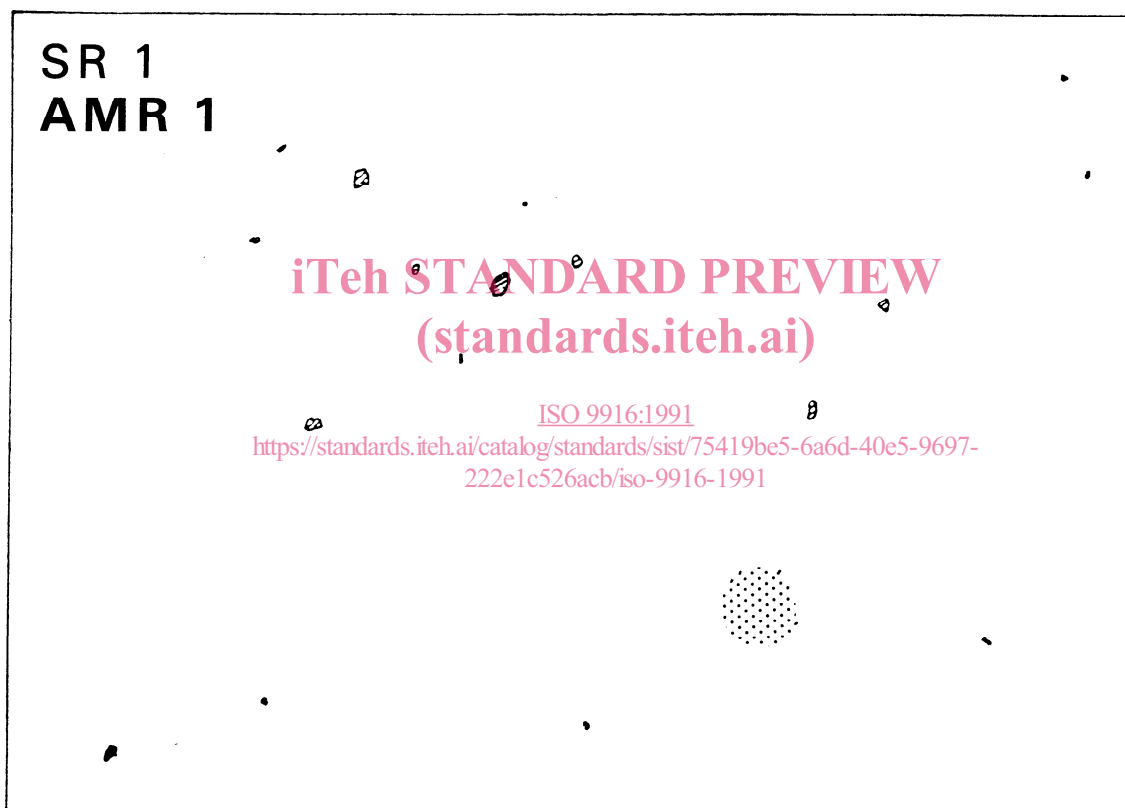 SR 1
AMR 1
iTeh STANDARD PREVIEW
(standards.iteh.ai)
ISO 9916:1991
https://standards.iteh.ai/catalog/standards/sist/75419be5-6a6d-40e5-9697-
222e1c526acb/iso-9916-1991